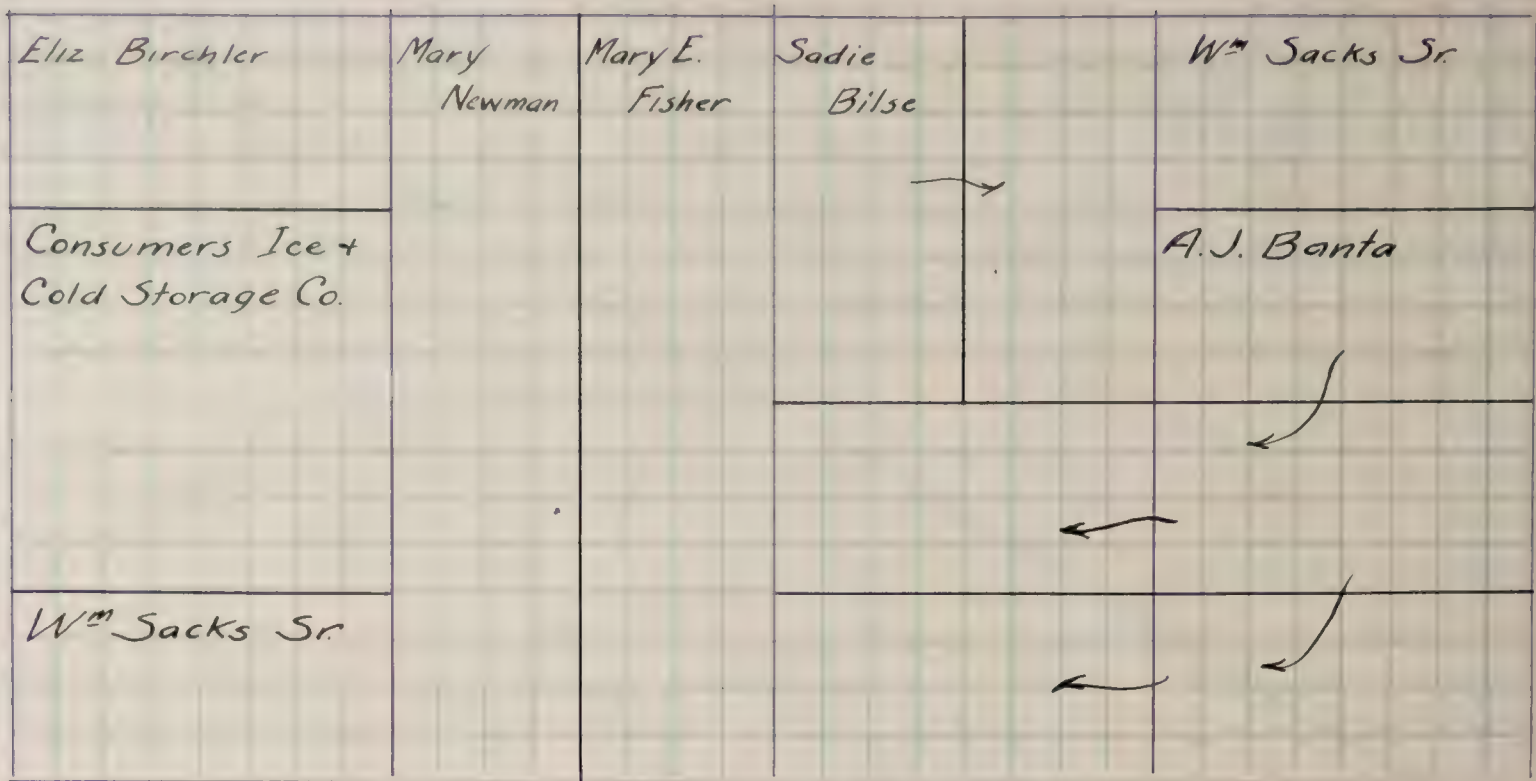 Eliz Birchler
Mary
Newman
Mary E.
Fisher
Sadie
Bilse
Wm Sacks Sr.
Consumers Ice +
Cold Storage Co.
A.J. Banta
Wm Sacks Sr.